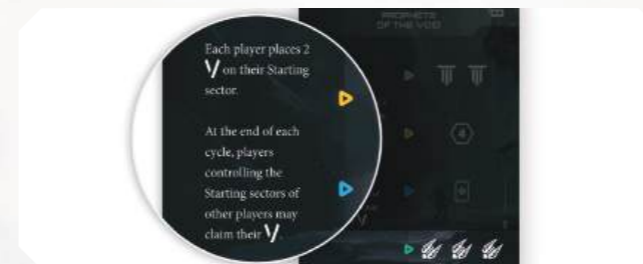 PROPHETS
OF THE VOID
Each player places 2
on their Starting
sector.
At the end of each
cycle, players
controlling the
Starting sectors of
other players may
claim their
4